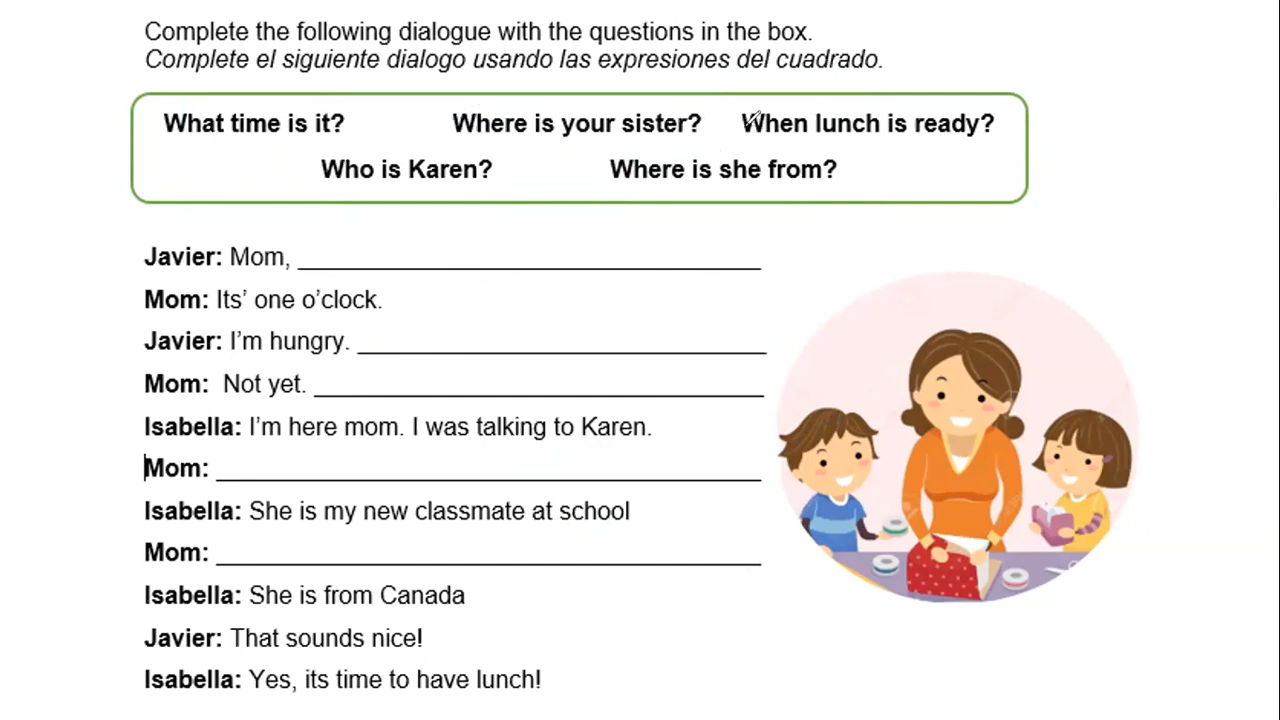 Complete the following dialogue with the questions in the box.
Complete el siguiente dialogo usando las expresiones del cuadrado.
What time is it? Where is your sister? When lunch is ready?
Who is Karen? Where is she from?
Javier: Mom, ___________________________________
Mom: Its’ one o’clock.
Javier: I’m hungry. _______________________________
Mom: Not yet. __________________________________
Isabella: I’m here mom. I was talking to Karen.
Mom: _________________________________________
Isabella: She is my new classmate at school
Mom: _________________________________________
Isabella: She is from Canada
Javier: That sounds nice!
Isabella: Yes, its time to have lunch!